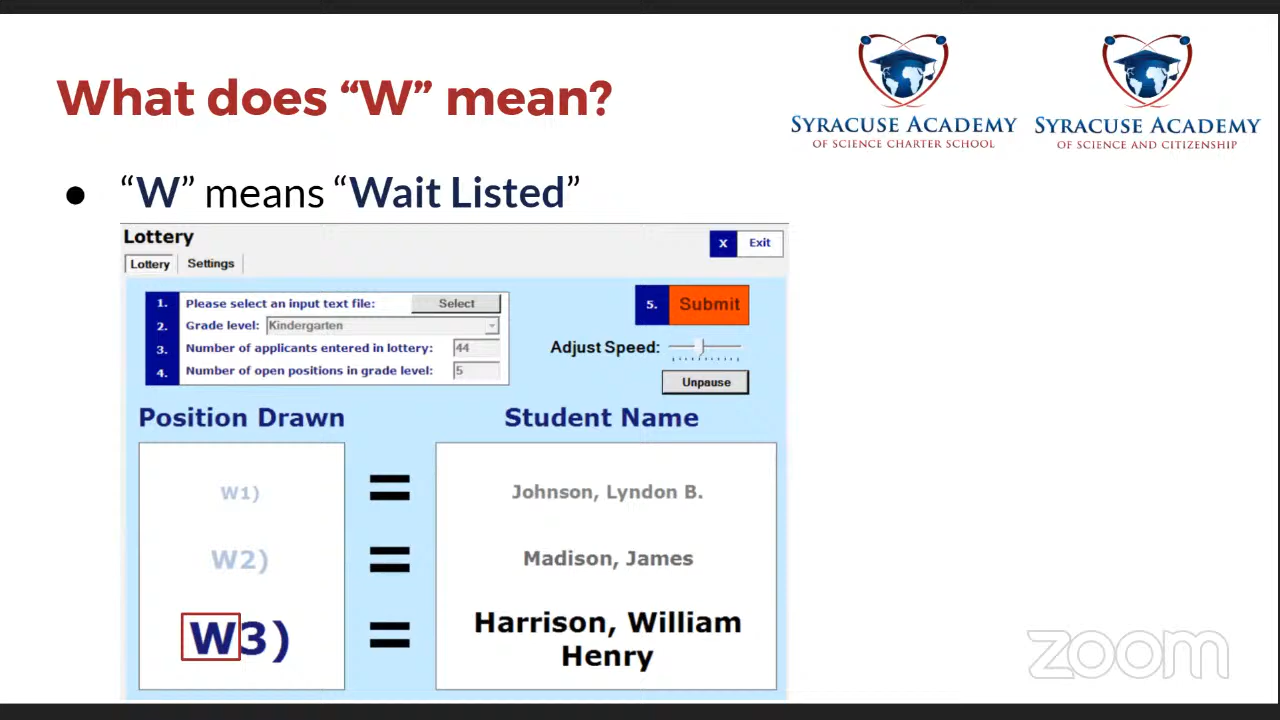 What does “W” mean?
SYRACUSE ACADEMY
OF SCIENCE CHARTER SCHOOL
SYRACUSE ACADEMY
OF SCIENCE AND CITIZENSHIP
● “W” means “Wait Listed”
Lottery
X Exit
Lottery Settings
1. Please select an input text file: Select
2. Grade level: Kindergarten
3. Number of applicants entered in lottery: 44
4. Number of open positions in grade level: 5
5. Submit
Adjust Speed:
Unpause
Position Drawn Student Name
W1) = Johnson, Lyndon B.
W2) = Madison, James
W3) = Harrison, William
Henry
zoom